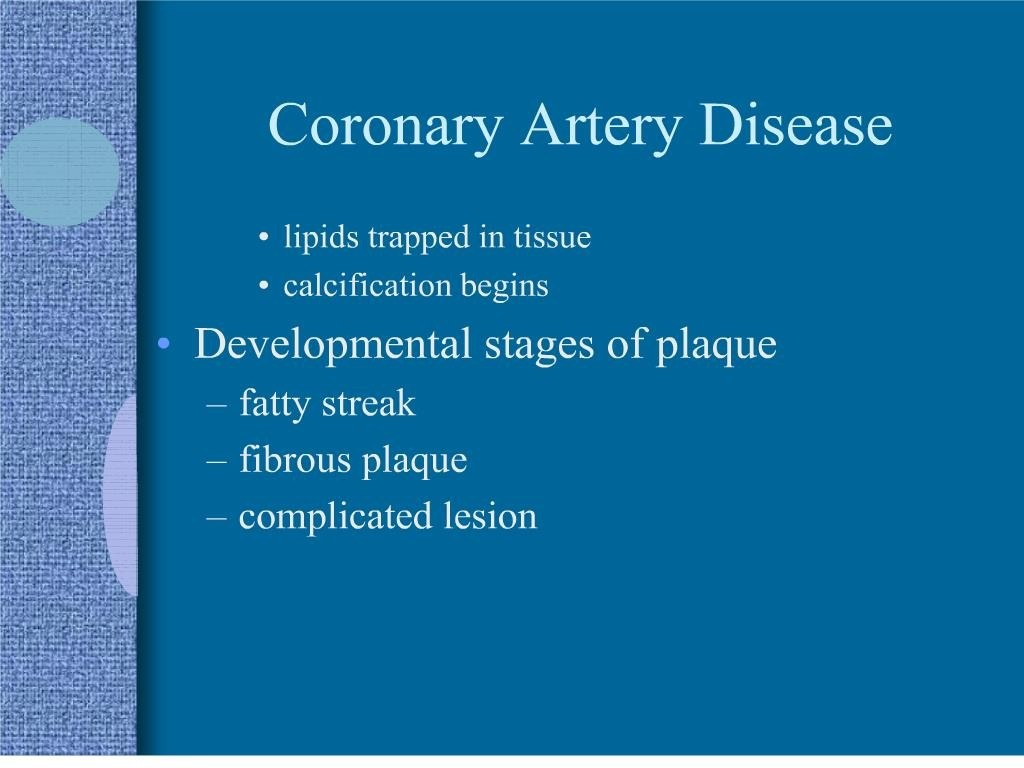 Coronary Artery Disease
• lipids trapped in tissue
• calcification begins
• Developmental stages of plaque
– fatty streak
– fibrous plaque
– complicated lesion